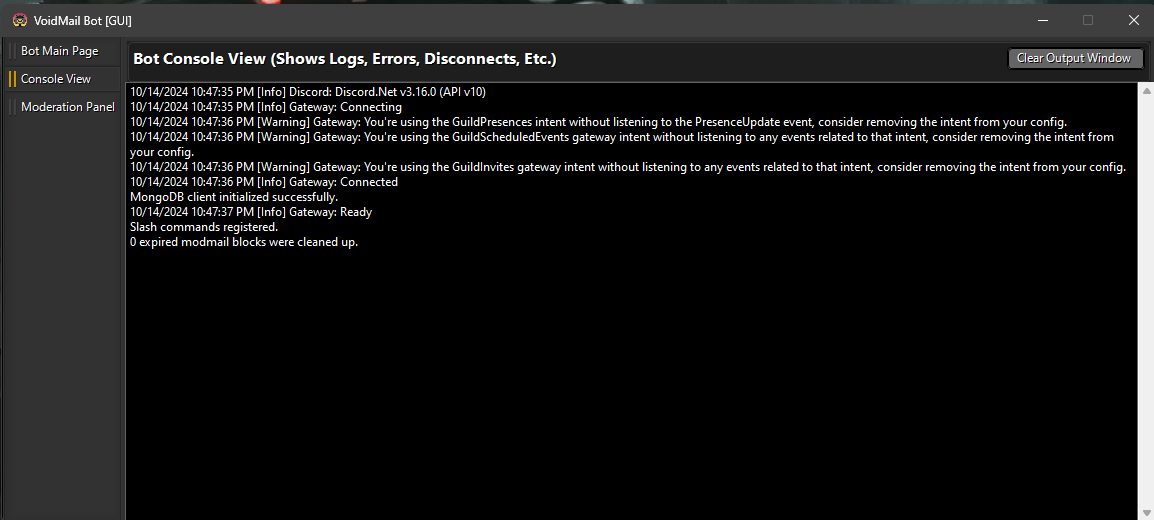 VoidMail Bot [GUI]
Bot Main Page
Console View
Moderation Panel
Bot Console View (Shows Logs, Errors, Disconnects, Etc.)
Clear Output Window
10/14/2024 10:47:35 PM [Info] Discord: Discord.Net v3.16.0 (API v10)
10/14/2024 10:47:35 PM [Info] Gateway: Connecting
10/14/2024 10:47:36 PM [Warning] Gateway: You're using the GuildPresences intent without listening to the PresenceUpdate event, consider removing the intent from your config.
10/14/2024 10:47:36 PM [Warning] Gateway: You're using the GuildScheduledEvents gateway intent without listening to any events related to that intent, consider removing the intent from
your config.
10/14/2024 10:47:36 PM [Warning] Gateway: You're using the GuildInvites gateway intent without listening to any events related to that intent, consider removing the intent from your config.
10/14/2024 10:47:36 PM [Info] Gateway: Connected
MongoDB client initialized successfully.
10/14/2024 10:47:37 PM [Info] Gateway: Ready
Slash commands registered.
0 expired modmail blocks were cleaned up.